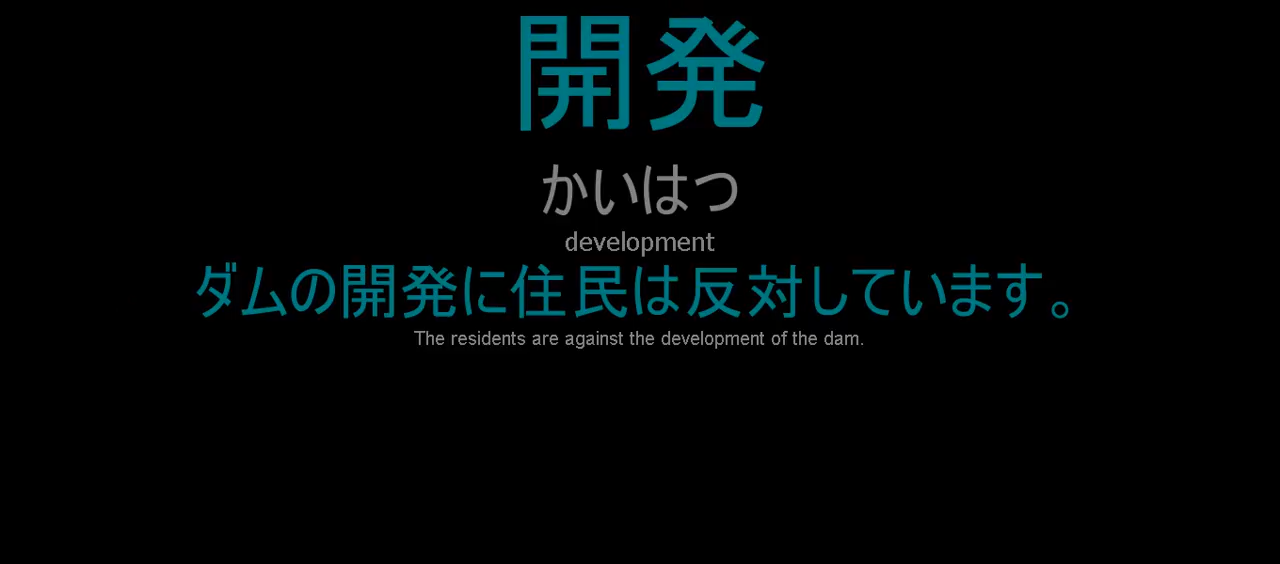 開発
かいはつ
development
ダムの開発に住民は反対しています。
The residents are against the development of the dam.